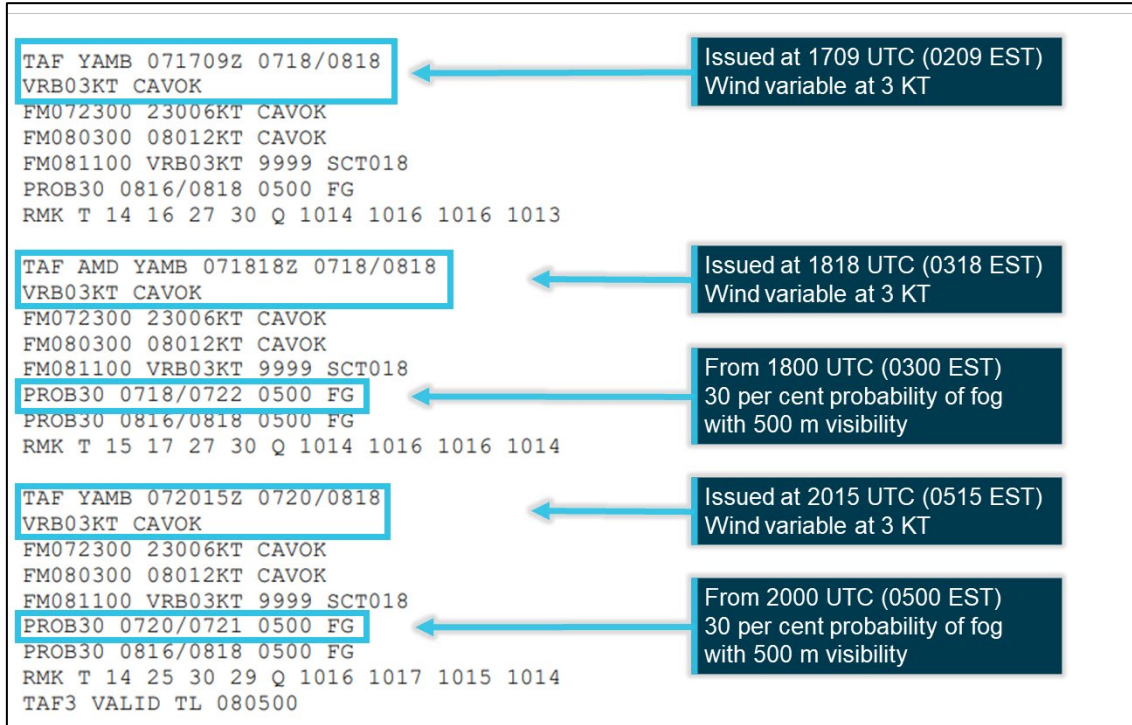 TAF YAMB 071709Z 0718/0818
VRB03KT CAVOK
FM072300 23006KT CAVOK
FM080300 08012KT CAVOK
FM081100 VRB03KT 9999 SCT018
PROB30 0816/0818 0500 FG
RMK T 14 16 27 30 Q 1014 1016 1016 1013
Issued at 1709 UTC (0209 EST)
Wind variable at 3 KT
TAF AMD YAMB 071818Z 0718/0818
VRB03KT CAVOK
FM072300 23006KT CAVOK
FM080300 08012KT CAVOK
FM081100 VRB03KT 9999 SCT018
PROB30 0718/0722 0500 FG
PROB30 0816/0818 0500 FG
RMK T 15 17 27 30 Q 1014 1016 1016 1014
Issued at 1818 UTC (0318 EST)
Wind variable at 3 KT
From 1800 UTC (0300 EST)
30 per cent probability of fog
with 500 m visibility
TAF YAMB 072015Z 0720/0818
VRB03KT CAVOK
FM072300 23006KT CAVOK
FM080300 08012KT CAVOK
FM081100 VRB03KT 9999 SCT018
PROB30 0720/0721 0500 FG
PROB30 0816/0818 0500 FG
RMK T 14 25 30 29 Q 1016 1017 1015 1014
TAF3 VALID TL 080500
Issued at 2015 UTC (0515 EST)
Wind variable at 3 KT
From 2000 UTC (0500 EST)
30 per cent probability of fog
with 500 m visibility